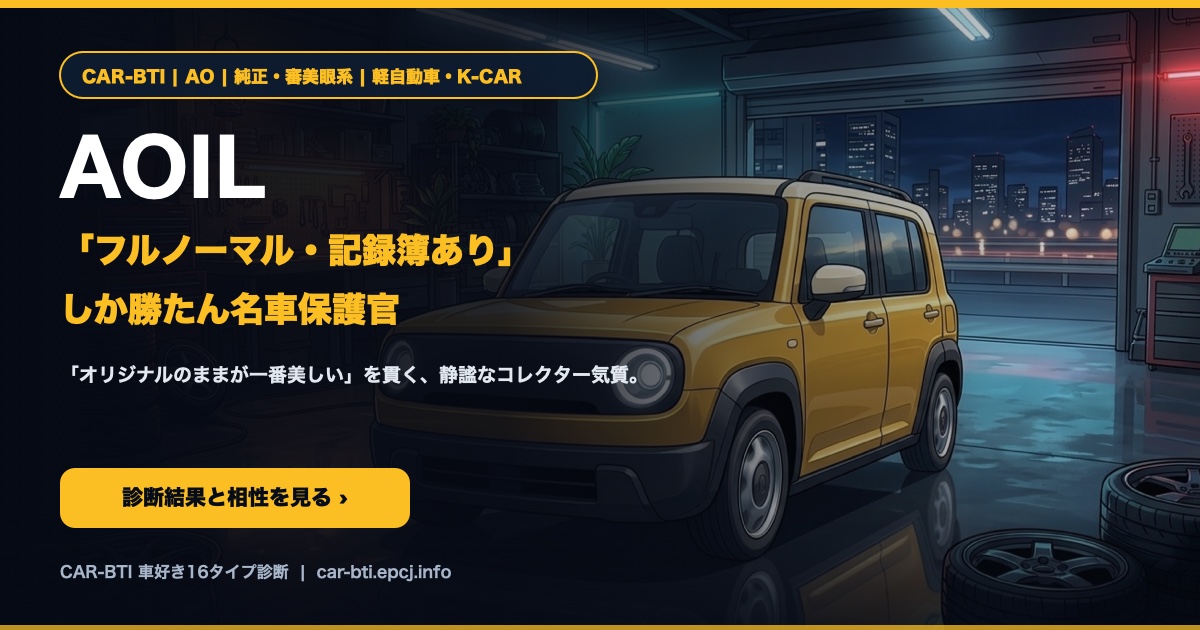 CAR-BTI | AO | 純正・審美眼系 | 軽自動車・K-CAR
AOIL
「フルノーマル・記録簿あり」
しか勝たん名車保護官
「オリジナルのままが一番美しい」を貫く、静謐なコレクター気質。
診断結果と相性を見る ›
CAR-BTI 車好き16タイプ診断 | car-bti.epcj.info